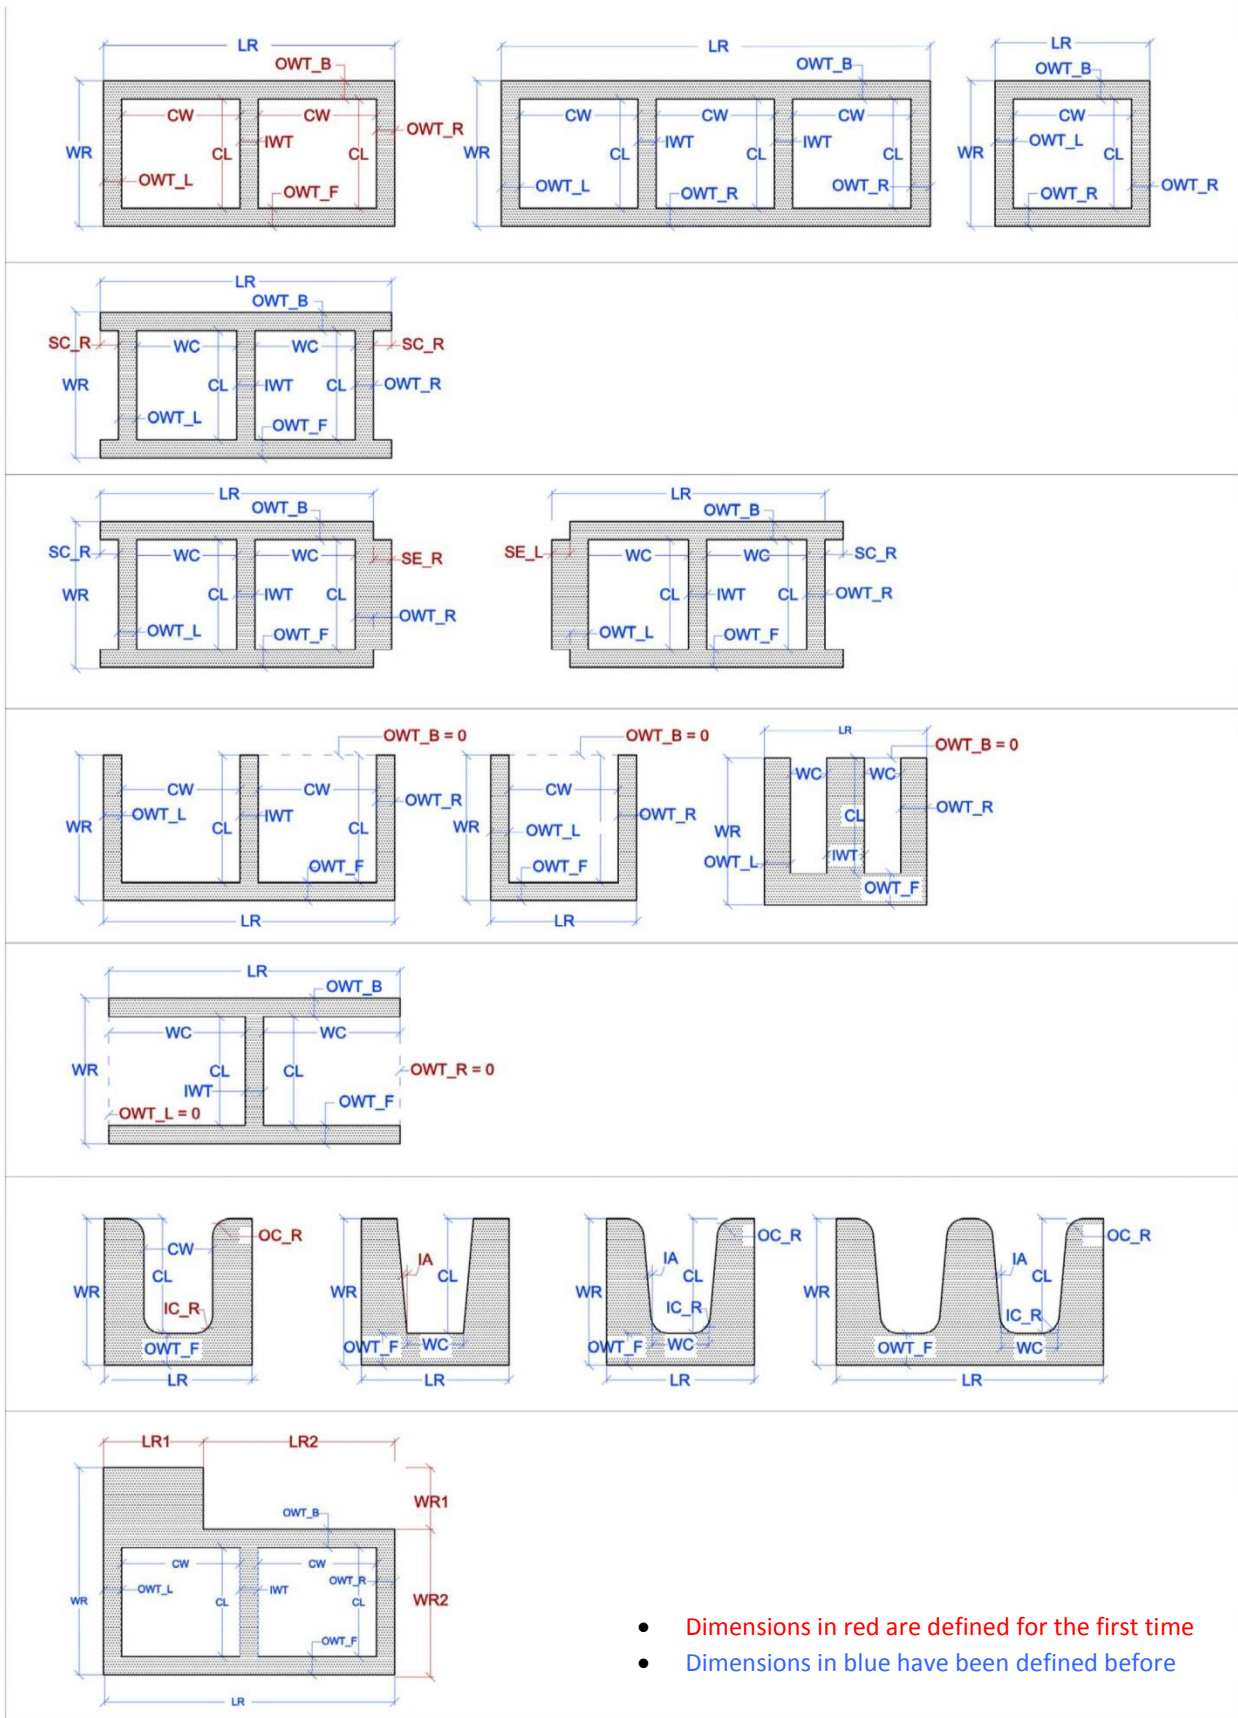 LR LR LR
OWT_B OWT_B OWT_B
CW CW CW CW CW CW
OWT_R
WR CL IWT CL WR CL IWT CL IWT CL WR OWT_L CL
OWT_L OWT_F OWT_L OWT_R OWT_R OWT_R OWT_R
LR
OWT_B
SC_R WC WC SC_R
WR CL IWT CL OWT_R
OWT_L OWT_F
LR LR
OWT_B OWT_B
SC_R WC WC SE_R SE_L WC WC SC_R
WR CL IWT CL CL IWT CL OWT_R
OWT_R
OWT_L OWT_F OWT_L OWT_F
OWT_B = 0 OWT_B = 0 LR OWT_B = 0
CW CW CW WC WC
OWT_R OWT_R
WR OWT_L CL IWT CL WR OWT_L OWT_R WR CL
OWT_L IWT
OWT_F OWT_F OWT_F
LR LR
LR
OWT_B
WC WC
WR CL CL OWT_R = 0
IWT
OWT_L = 0 OWT_F
OC_R OC_R OC_R
CW IA IA IA
WR CL WR CL WR CL WR CL
IC_R IC_R IC_R
OWT_F OWT_F WC OWT_F WC OWT_F WC
LR LR LR LR
LR1 LR2
WR1
OWT_B
CW CW
OWT_L IWT OWT_R
WR CL CL WR2
OWT_F
LR
• Dimensions in red are defined for the first time
• Dimensions in blue have been defined before